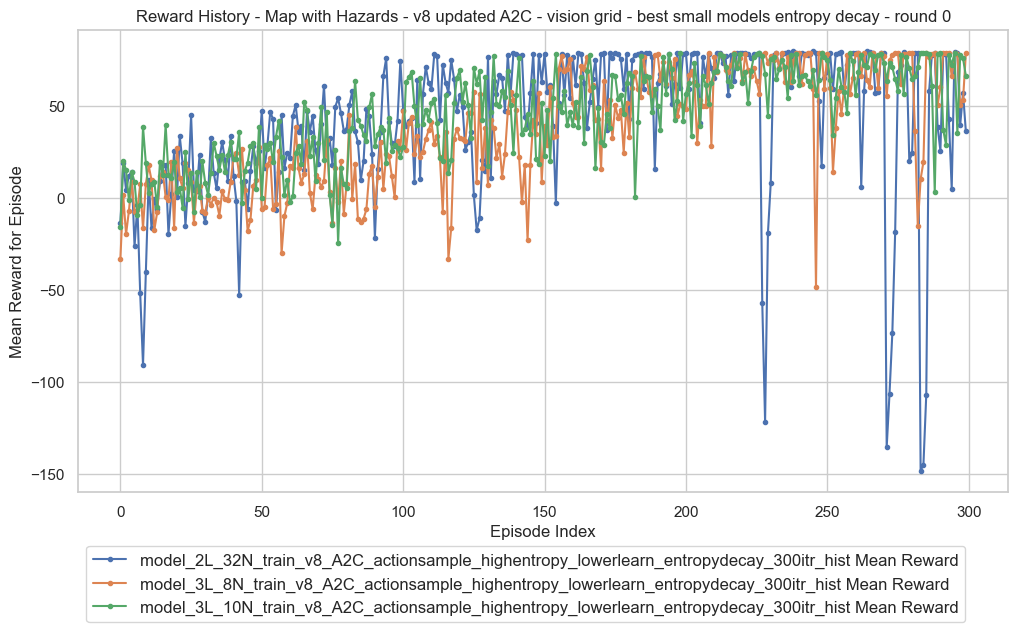 Reward History - Map with Hazards - v8 updated A2C - vision grid - best small models entropy decay - round 0
Mean Reward for Episode
50
0
−50
−100
−150
0 50 100 150 200 250 300
Episode Index
model_2L_32N_train_v8_A2C_actionsample_highentropy_lowerlearn_entropydecay_300itr_hist Mean Reward
model_3L_8N_train_v8_A2C_actionsample_highentropy_lowerlearn_entropydecay_300itr_hist Mean Reward
model_3L_10N_train_v8_A2C_actionsample_highentropy_lowerlearn_entropydecay_300itr_hist Mean Reward